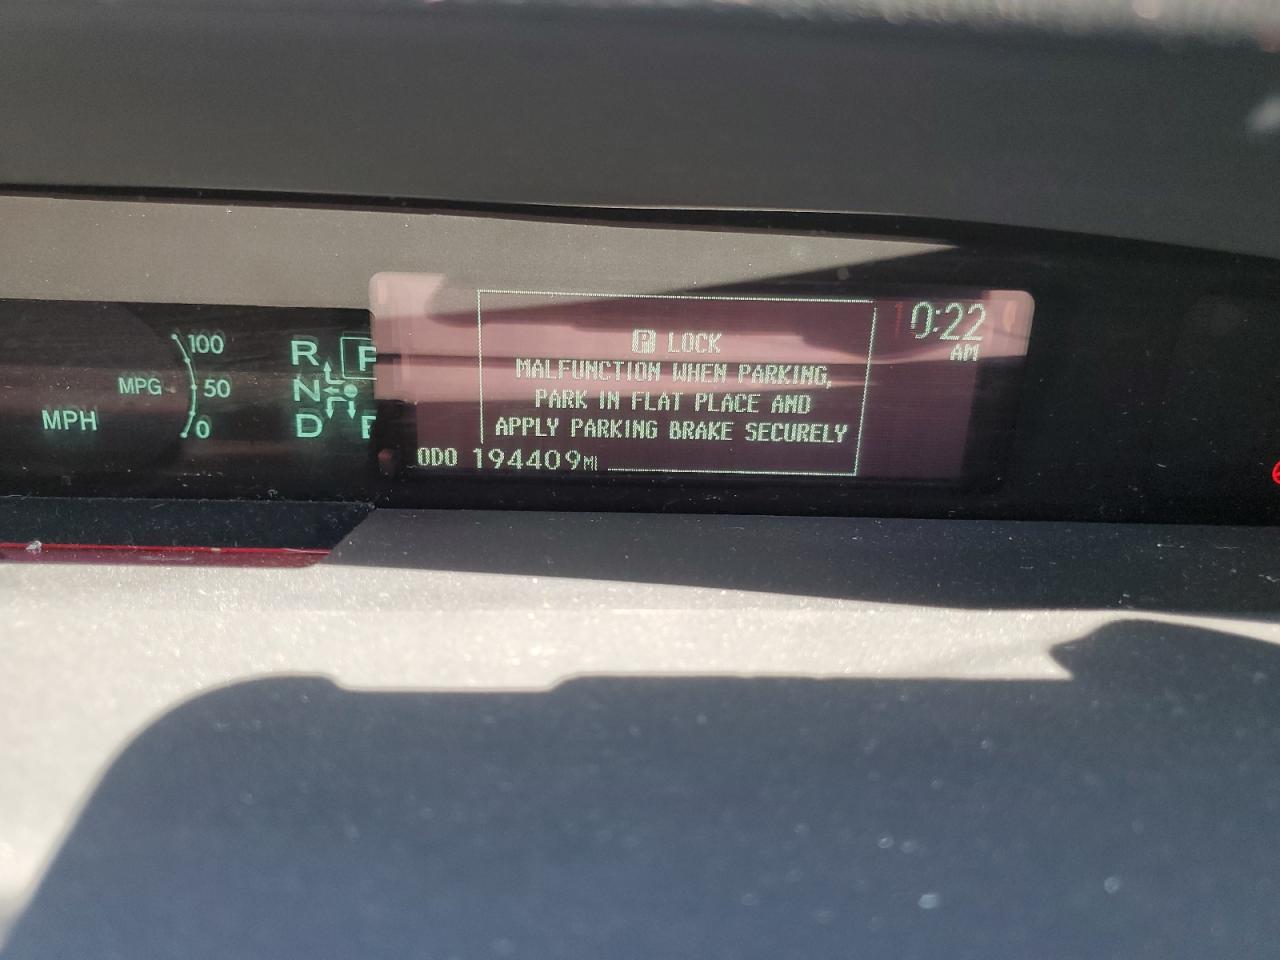 100
MPG 50
MPH
0
R P
N
D
P LOCK
MALFUNCTION WHEN PARKING,
PARK IN FLAT PLACE AND
APPLY PARKING BRAKE SECURELY
ODO 194409MI
0:22
AM